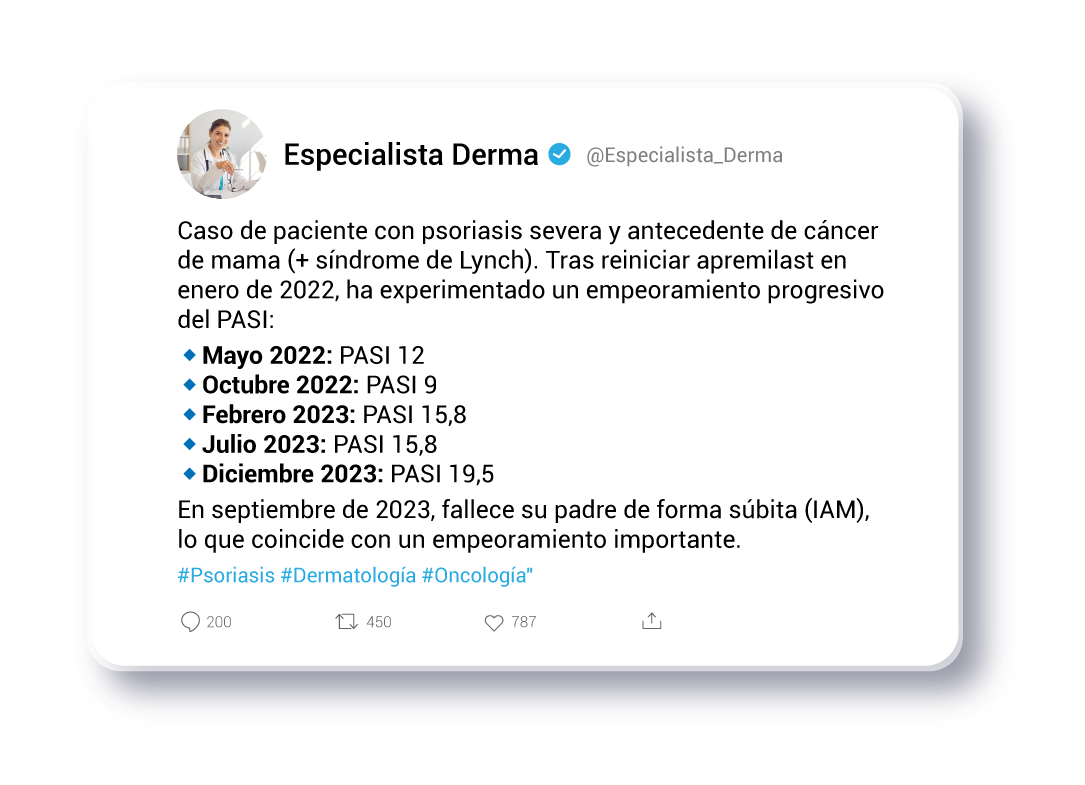 Especialista Derma @Especialista_Derma
Caso de paciente con psoriasis severa y antecedente de cáncer
de mama (+ síndrome de Lynch). Tras reiniciar apremilast en
enero de 2022, ha experimentado un empeoramiento progresivo
del PASI:
🔹Mayo 2022: PASI 12
🔹Octubre 2022: PASI 9
🔹Febrero 2023: PASI 15,8
🔹Julio 2023: PASI 15,8
🔹Diciembre 2023: PASI 19,5
En septiembre de 2023, fallece su padre de forma súbita (IAM),
lo que coincide con un empeoramiento importante.
#Psoriasis #Dermatología #Oncología"
200 450 787